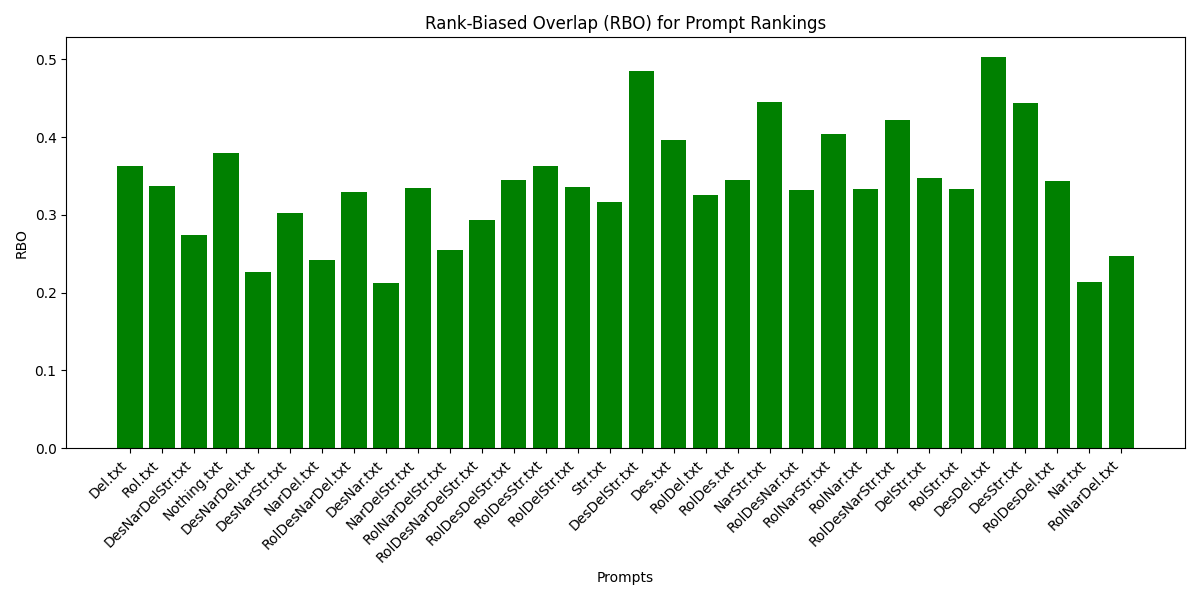 Rank-Biased Overlap (RBO) for Prompt Rankings
RBO
0.5
0.4
0.3
0.2
0.1
0.0
Del.txt
Rol.txt
DesNarDelStr.txt
Nothing.txt
DesNarDel.txt
DesNarStr.txt
NarDel.txt
RolDesNarDel.txt
DesNar.txt
NarDelStr.txt
RolNarDelStr.txt
RolDesNarDelStr.txt
RolDesDelStr.txt
RolDesStr.txt
RolDelStr.txt
Str.txt
DesDelStr.txt
Des.txt
RolDel.txt
RolDes.txt
NarStr.txt
RolDesNar.txt
RolNarStr.txt
RolNar.txt
RolDesNarStr.txt
DelStr.txt
RolStr.txt
DesDel.txt
DesStr.txt
RolDesDel.txt
Nar.txt
RolNarDel.txt
Prompts